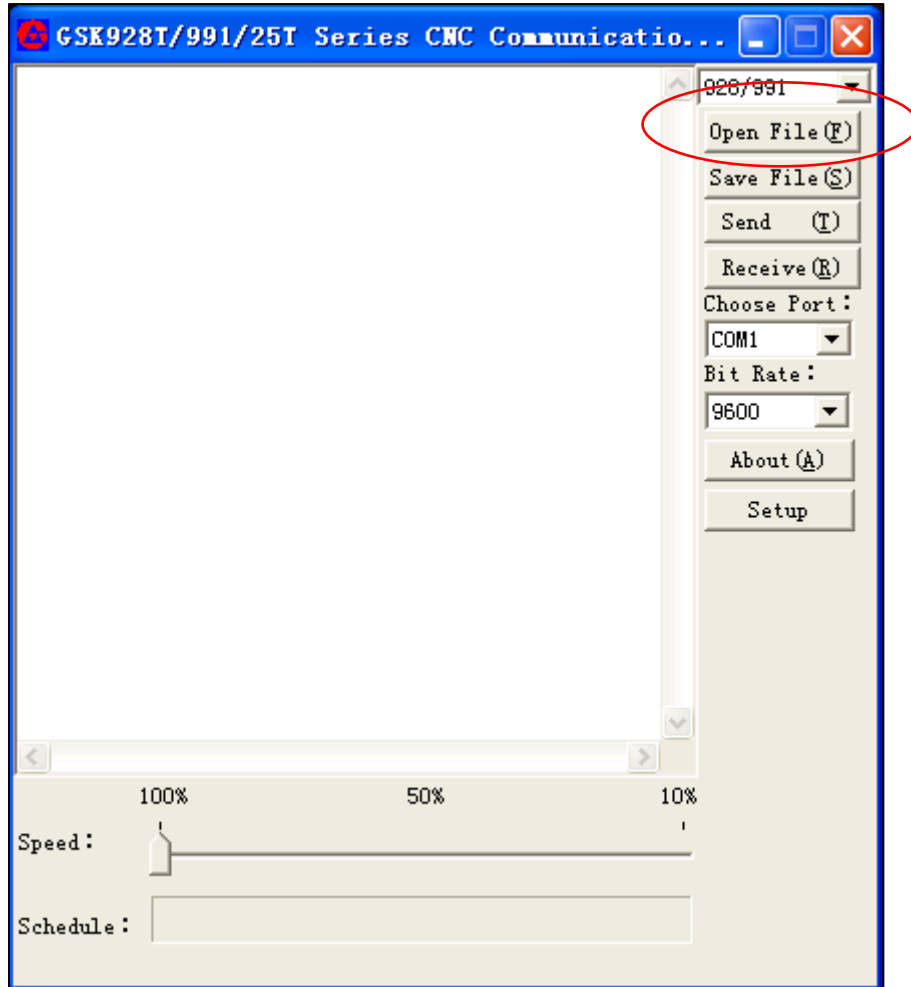 GSK928T/991/25T Series CNC Communicatio...
928/991
Open File(F)
Save File(S)
Send (T)
Receive(R)
Choose Port:
COM1
Bit Rate:
9600
About(A)
Setup
100% 50% 10%
Speed:
Schedule: